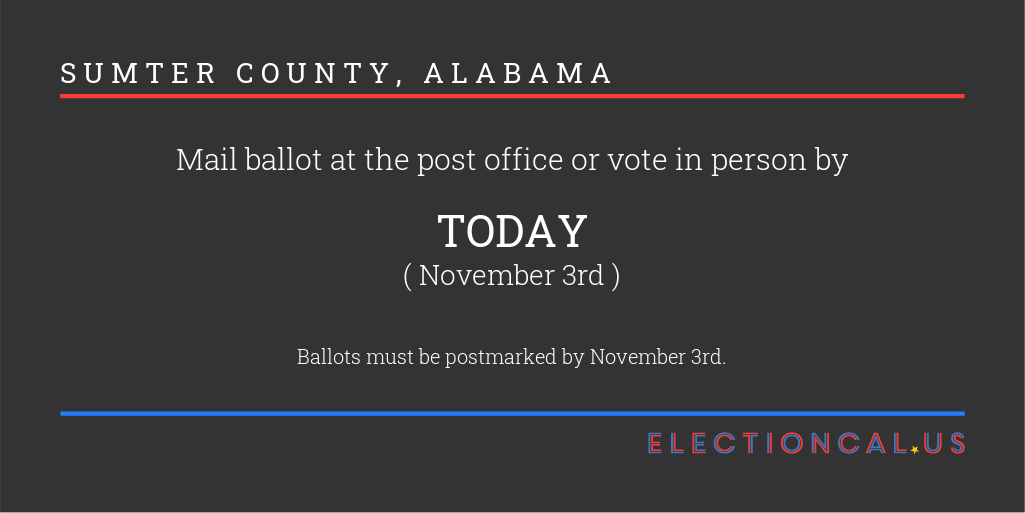 SUMTER COUNTY, ALABAMA
Mail ballot at the post office or vote in person by
TODAY
( November 3rd )
Ballots must be postmarked by November 3rd.
ELECTIONCAL.US